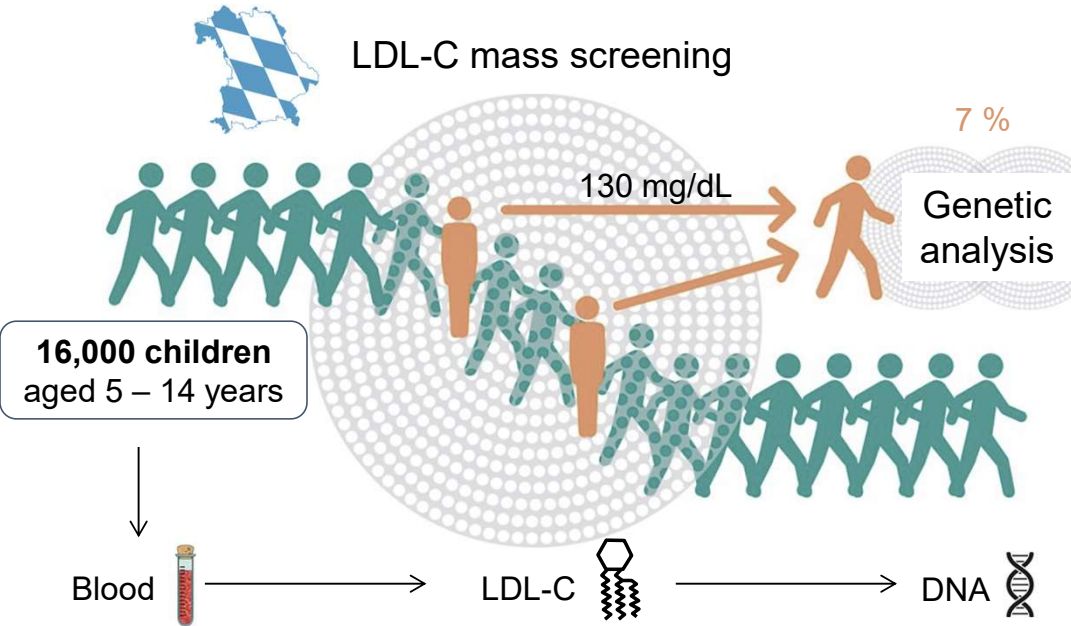 LDL-C mass screening
7 %
130 mg/dL
Genetic
analysis
16,000 children
aged 5 – 14 years
Blood
LDL-C
DNA